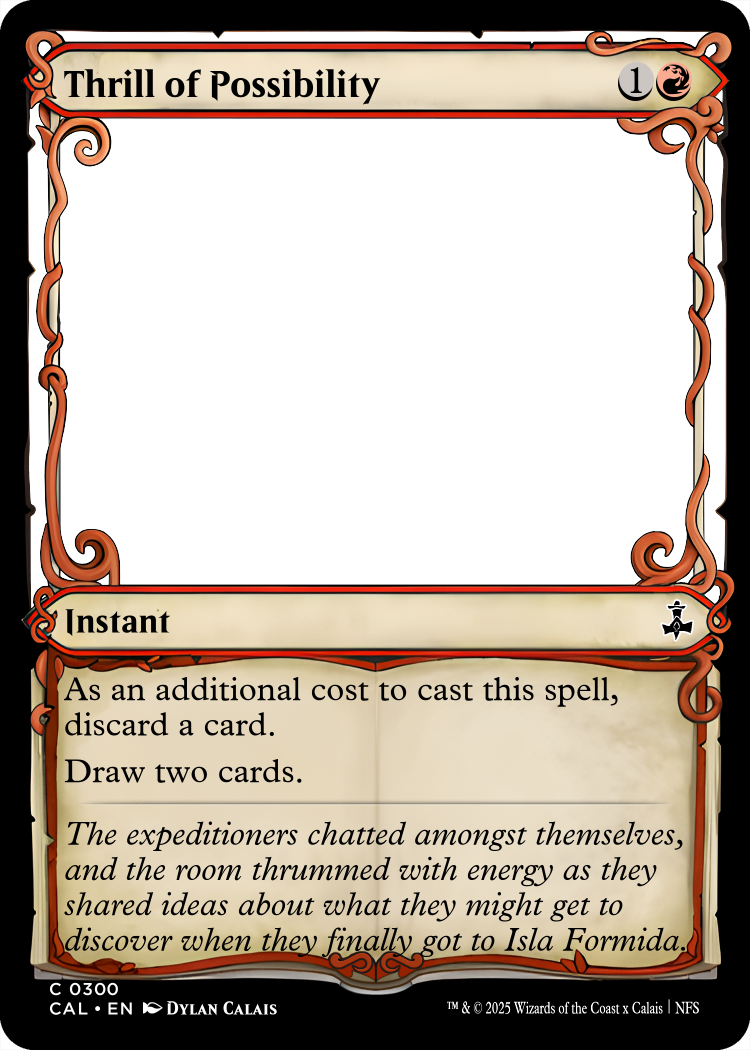 Thrill of Possibility 1
Instant
As an additional cost to cast this spell,
discard a card.
Draw two cards.
The expeditioners chatted amongst themselves,
and the room thrummed with energy as they
shared ideas about what they might get to
discover when they finally got to Isla Formida.
C 0300
CAL • EN Dylan Calais
™ & © 2025 Wizards of the Coast x Calais | NFS